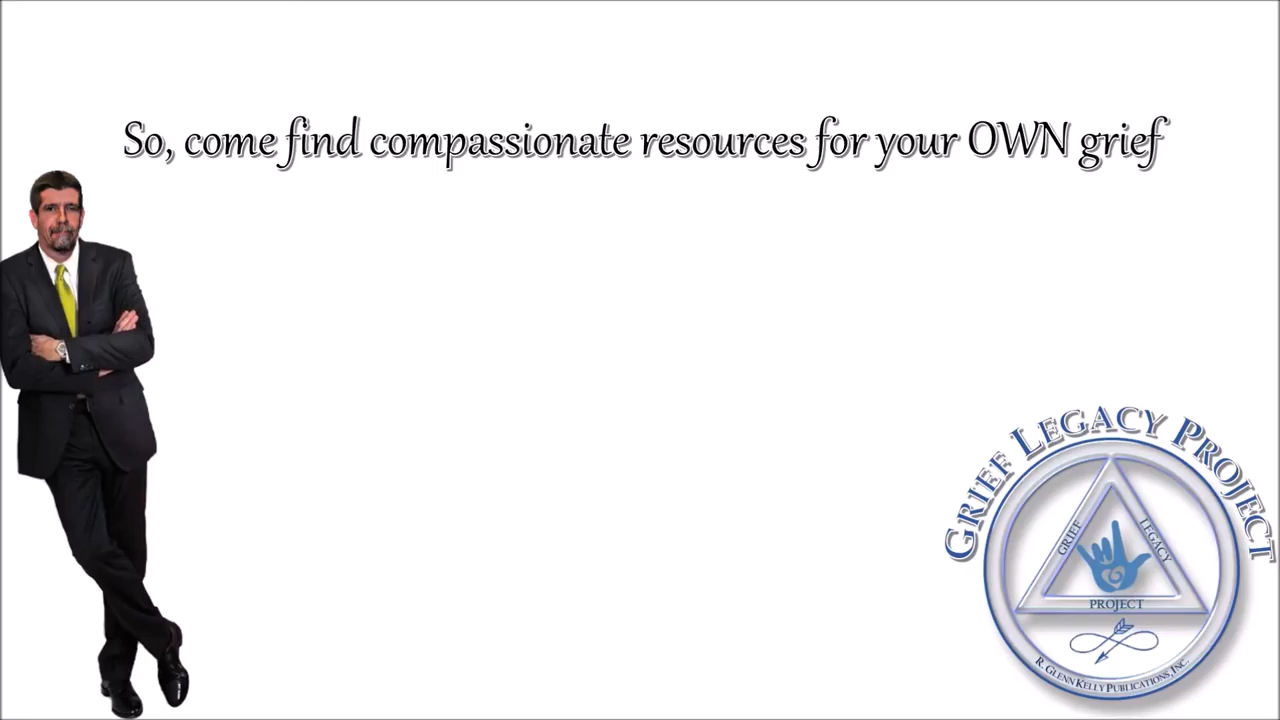 So, come find compassionate resources for your OWN grief
GRIEF LEGACY PROJECT
GRIEF
LEGACY
PROJECT
R. GLENN KELLY PUBLICATIONS, INC.